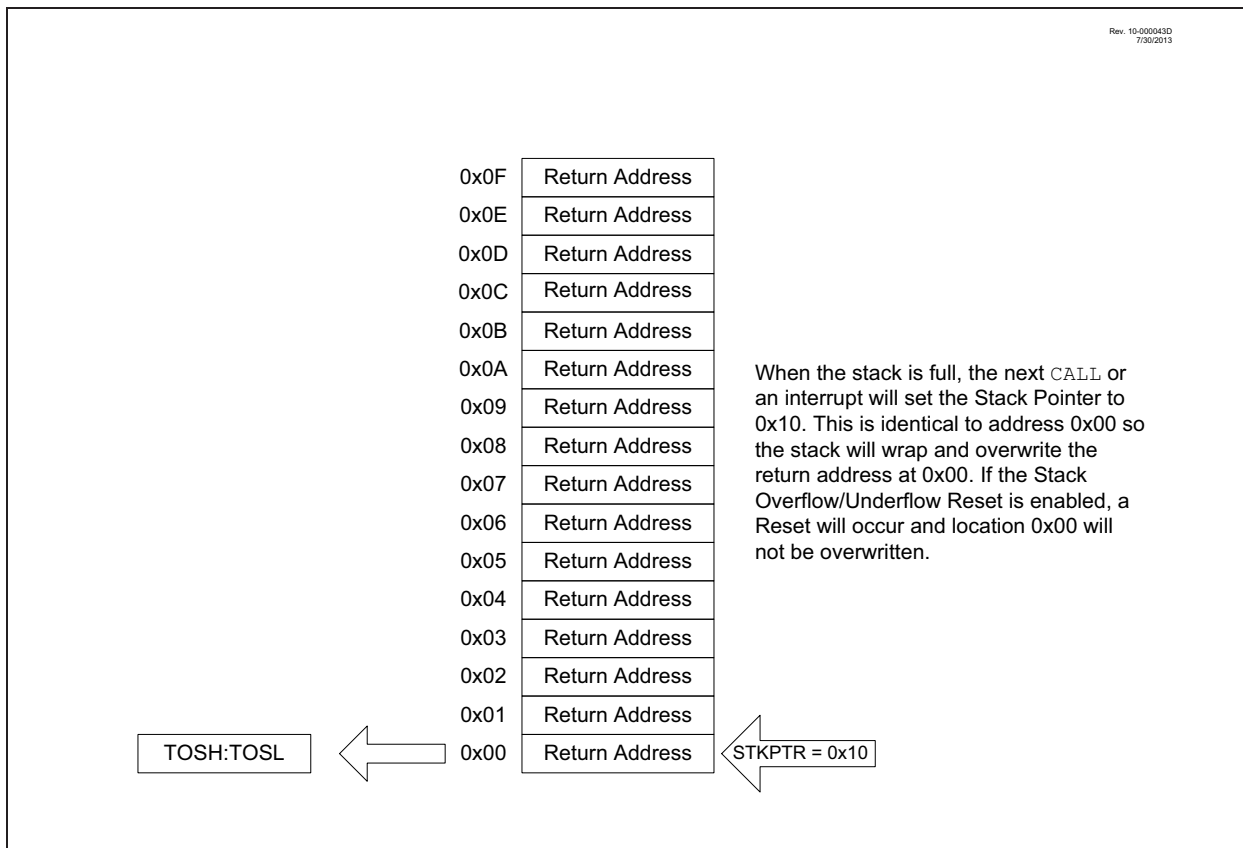 Rev. 10-000043D
7/30/2013
0x0F Return Address
0x0E Return Address
0x0D Return Address
0x0C Return Address
0x0B Return Address
0x0A Return Address
0x09 Return Address
0x08 Return Address
0x07 Return Address
0x06 Return Address
0x05 Return Address
0x04 Return Address
0x03 Return Address
0x02 Return Address
0x01 Return Address
TOSH:TOSL 0x00 Return Address STKPTR = 0x10
When the stack is full, the next CALL or
an interrupt will set the Stack Pointer to
0x10. This is identical to address 0x00 so
the stack will wrap and overwrite the
return address at 0x00. If the Stack
Overflow/Underflow Reset is enabled, a
Reset will occur and location 0x00 will
not be overwritten.